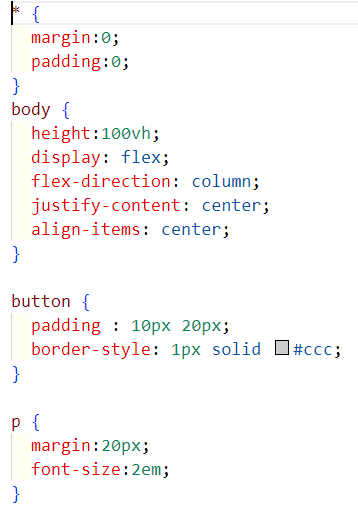 * {
  margin:0;
  padding:0;
}
body {
  height:100vh;
  display: flex;
  flex-direction: column;
  justify-content: center;
  align-items: center;
}

button {
  padding : 10px 20px;
  border-style: 1px solid #ccc;
}

p {
  margin:20px;
  font-size:2em;
}